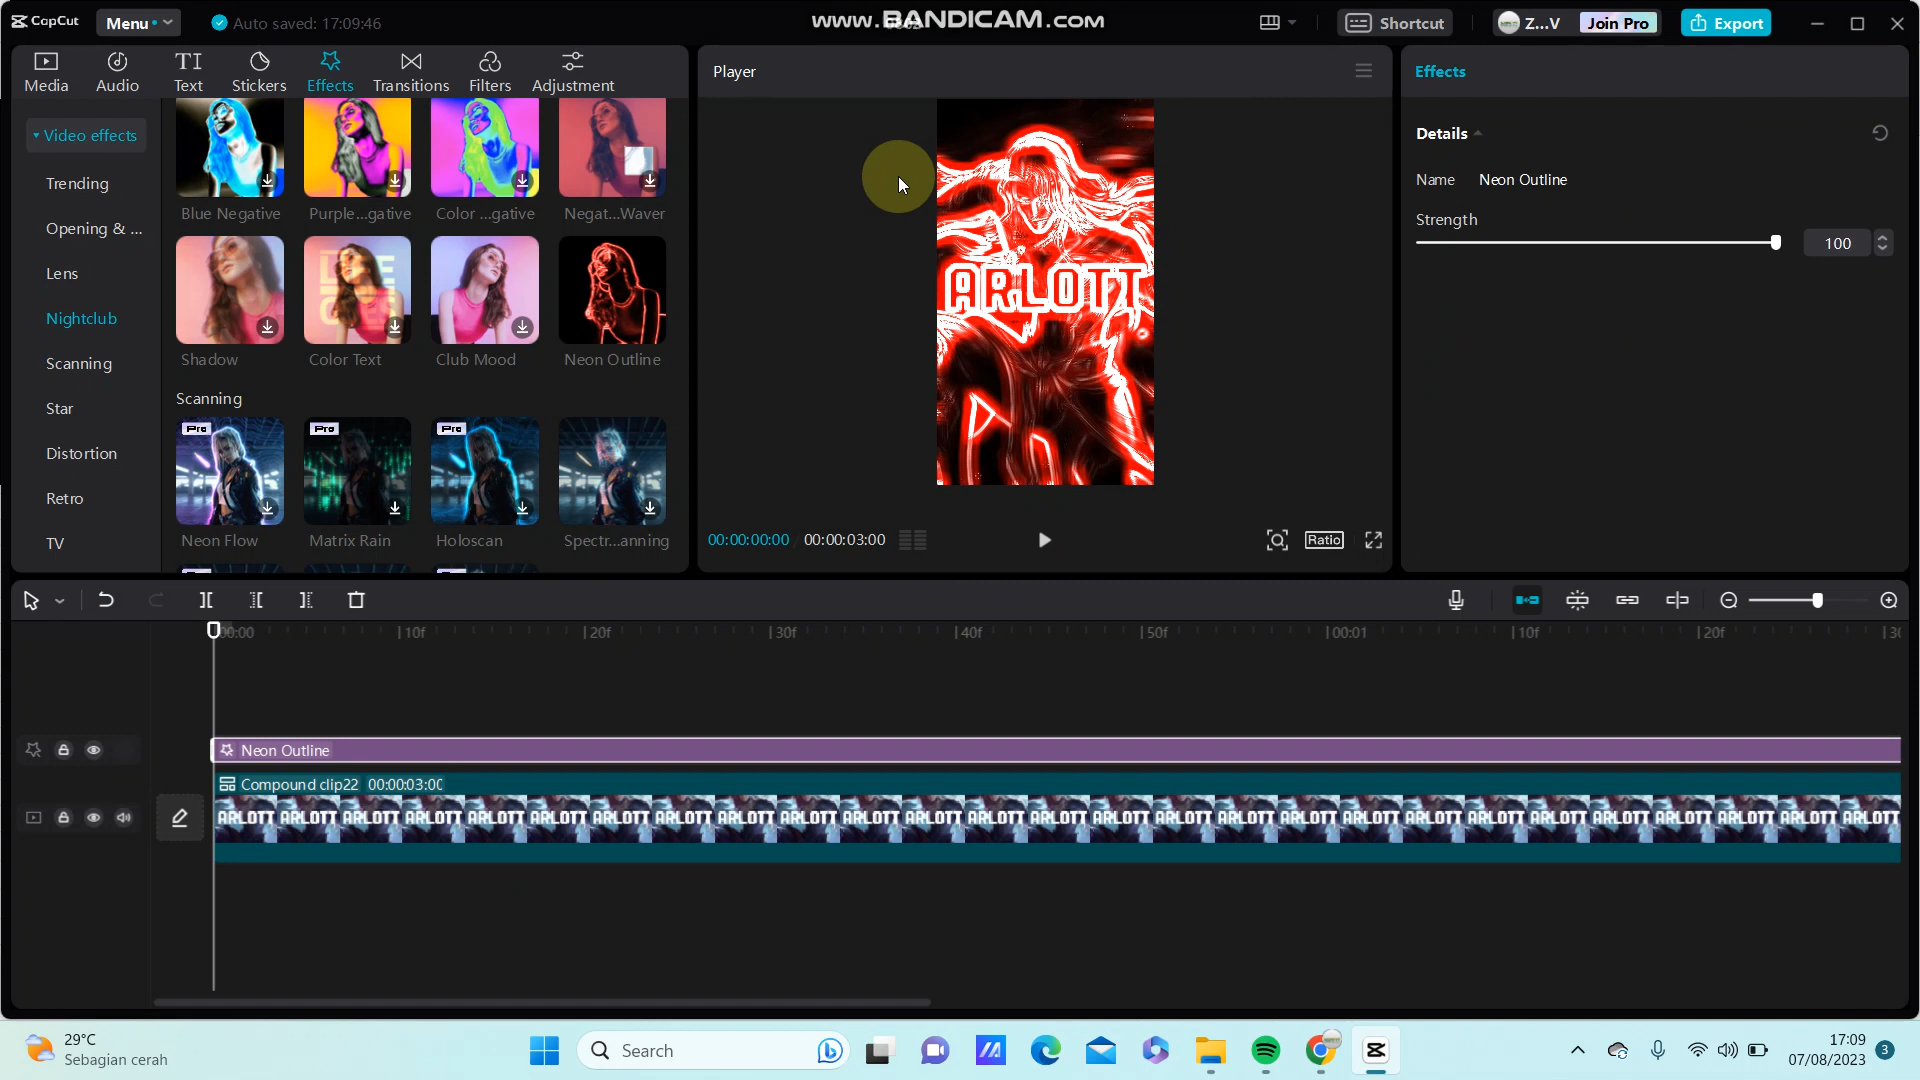 CapCut
Menu
Auto saved: 17:09:46
www.BANDICAM.com
Shortcut
Z...V
Join Pro
Export
Media
Audio
Text
Stickers
Effects
Transitions
Filters
Adjustment
Video effects
Trending
Opening & ...
Lens
Nightclub
Scanning
Star
Distortion
Retro
TV
Blue Negative
Purple...gative
Color ...gative
Negat...Waver
Shadow
Color Text
Club Mood
Neon Outline
Scanning
Pro
Pro
Pro
Neon Flow
Matrix Rain
Holoscan
Spectr...anning
Player
ARLOTT
00:00:00:00
00:00:03:00
Ratio
Effects
Details
Name
Neon Outline
Strength
100
00:00
10f
20f
30f
40f
50f
00:01
10f
20f
Neon Outline
Compound clip22
00:00:03:00
ARLOTT ARLOTT ARLOTT ARLOTT ARLOTT ARLOTT ARLOTT ARLOTT ARLOTT ARLOTT ARLOTT ARLOTT ARLOTT ARLOTT ARLOTT ARLOTT ARLOTT ARLOTT ARLOTT ARLOTT ARLOTT ARLOTT ARLOTT ARLOTT ARLOTT ARLOTT ARLOTT
29°C
Sebagian cerah
Search
17:09
07/08/2023
3